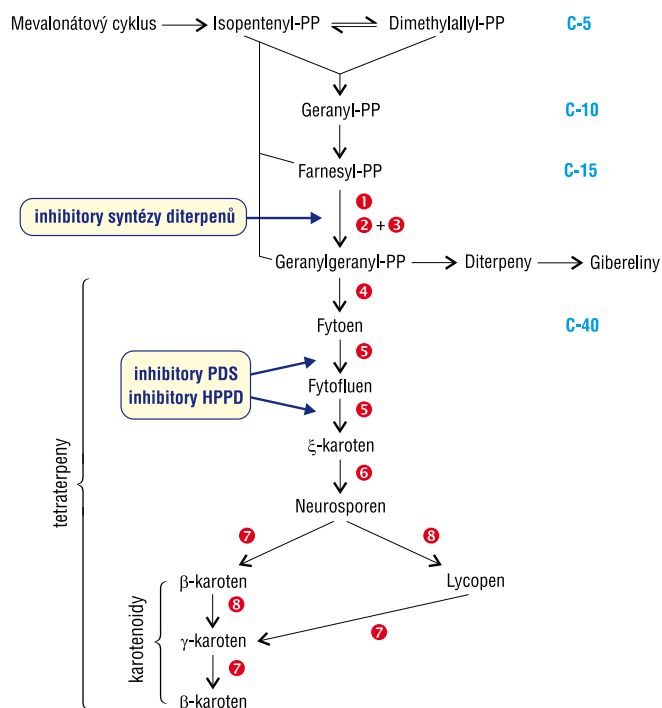 Mevalonátový cyklus Isopentenyl-PP Dimethylallyl-PP C-5
Geranyl-PP C-10
Farnesyl-PP C-15
1
inhibitory syntézy diterpenů 2 + 3
Geranylgeranyl-PP Diterpeny Gibereliny
4
Fytoen C-40
5
inhibitory PDS
inhibitory HPPD
Fytofluen
5
ξ-karoten
6
Neurosporen
7 8
β-karoten Lycopen
8
γ-karoten 7
7
β-karoten
tetraterpeny
karotenoidy